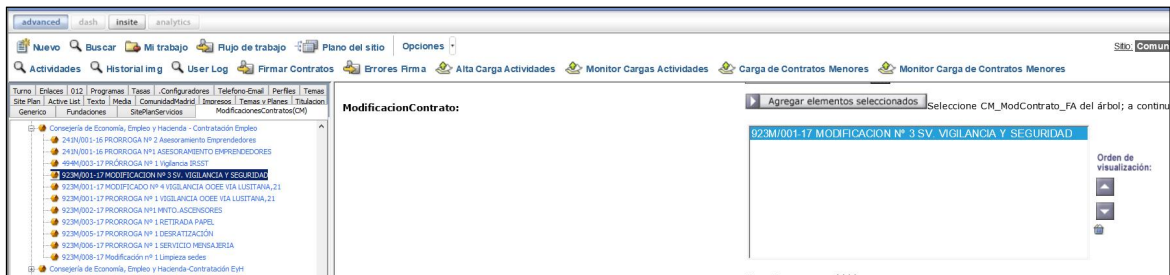 advanced dash insite analytics
Nuevo Buscar Mi trabajo Flujo de trabajo Plano del sitio Opciones Sitio: Comun
Actividades Historial img User Log Firmar Contratos Errores Firma Alta Carga Actividades Monitor Cargas Actividades Carga de Contratos Menores Monitor Carga de Contratos Menores
Turno Enlaces 012 Programas Tasas .Configuradores Telefono-Email Perfiles Temas
Site Plan Active List Texto Media ComunidadMadrid Impresos Temas y Planes Titulacion
Generico Fundaciones SitePlanServicios ModificacionesContratos(CM)
Consejería de Economía, Empleo y Hacienda - Contratación Empleo
241N/001-16 PRORROGA Nº 2 Asesoramiento Emprendedores
241N/001-16 PRORROGA Nº1 ASESORAMIENTO EMPRENDEDORES
494M/003-17 PRÓRROGA Nº 1 Vigilancia IRSST
923M/001-17 MODIFICACION Nº 3 SV. VIGILANCIA Y SEGURIDAD
923M/001-17 MODIFICADO Nº 4 VIGILANCIA OOEE VIA LUSITANA,21
923M/001-17 PRORROGA Nº 1 VIGILANCIA OOEE VIA LUSITANA,21
923M/002-17 PRORROGA Nº1 MNTO.ASCENSORES
923M/003-17 PRORROGA Nº 1 RETIRADA PAPEL
923M/005-17 PRORROGA Nº 1 DESRATIZACIÓN
923M/006-17 PRORROGA Nº 1 SERVICIO MENSAJERIA
923M/008-17 Modificación nº 1 Limpieza sedes
Consejería de Economía, Empleo y Hacienda-Contratación EyH
ModificacionContrato:
Agregar elementos seleccionados Seleccione CM_ModContrato_FA del árbol; a continu
923M/001-17 MODIFICACION Nº 3 SV. VIGILANCIA Y SEGURIDAD
Orden de
visualización: